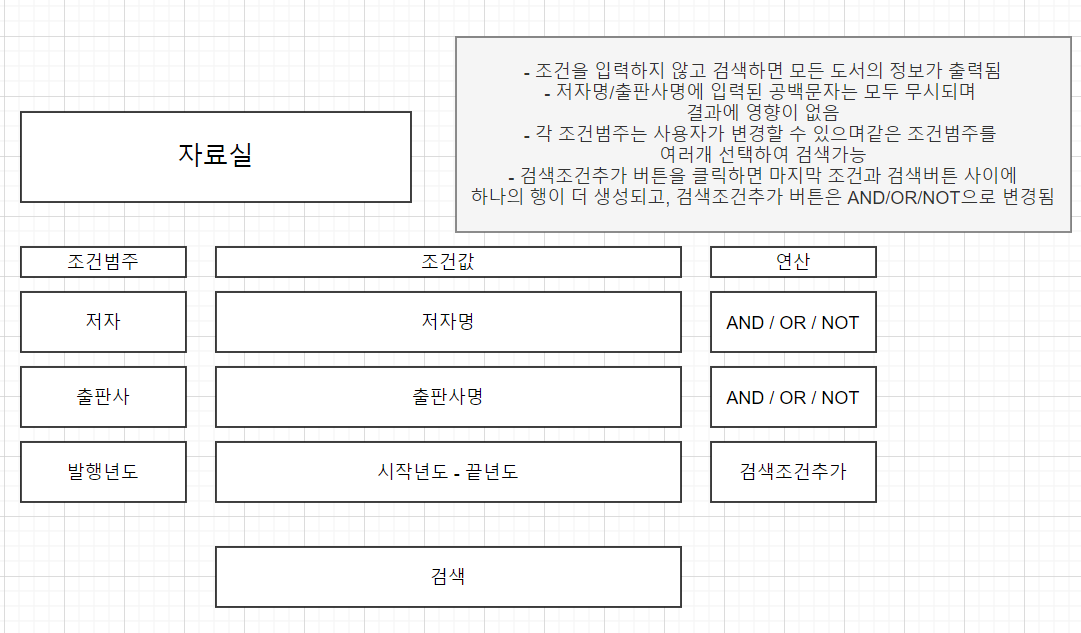 - 조건을 입력하지 않고 검색하면 모든 도서의 정보가 출력됨
- 저자명/출판사명에 입력된 공백문자는 모두 무시되며
결과에 영향이 없음
- 각 조건범주는 사용자가 변경할 수 있으며같은 조건범주를
여러개 선택하여 검색가능
- 검색조건추가 버튼을 클릭하면 마지막 조건과 검색버튼 사이에
하나의 행이 더 생성되고, 검색조건추가 버튼은 AND/OR/NOT으로 변경됨
자료실
조건범주
조건값
연산
저자
저자명
AND / OR / NOT
출판사
출판사명
AND / OR / NOT
발행년도
시작년도 - 끝년도
검색조건추가
검색